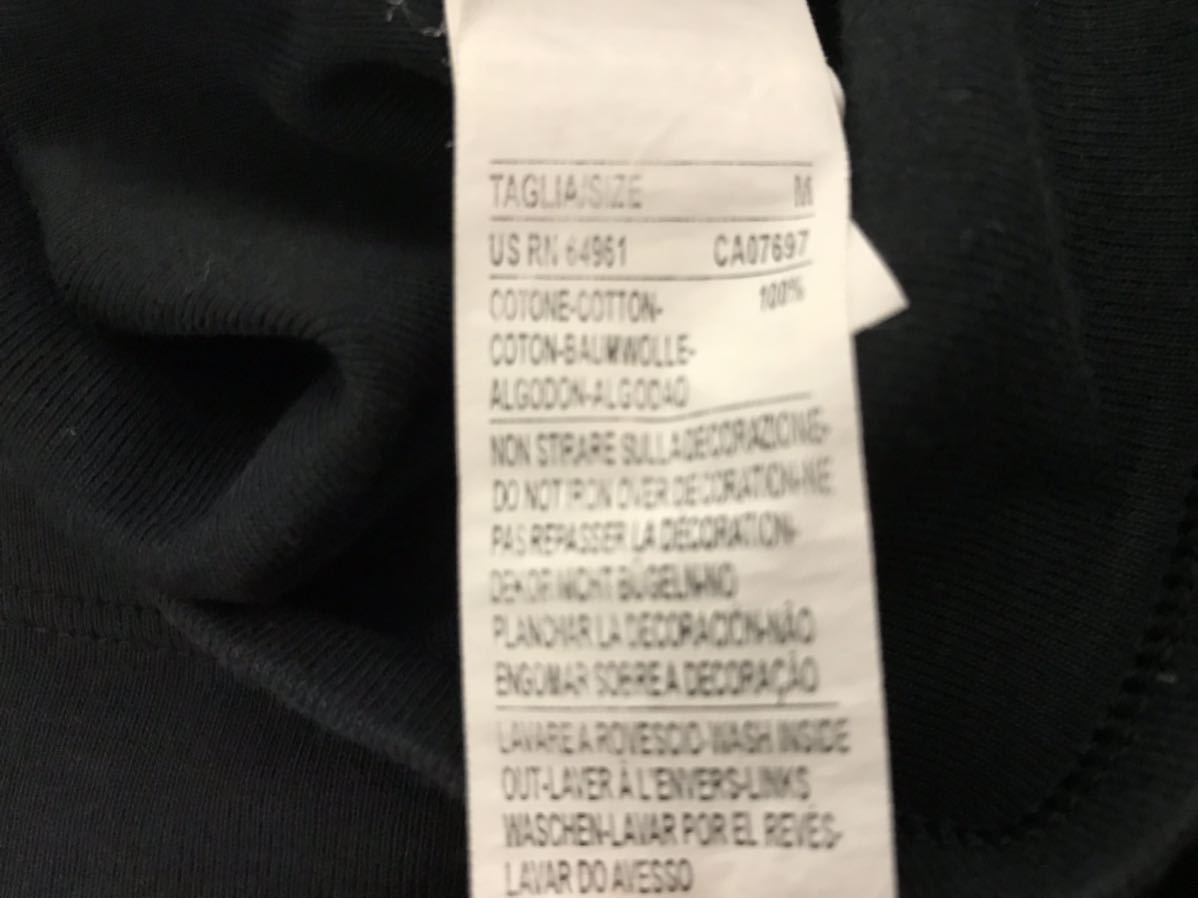 TAGLIA/SIZE M
US RN 64961 CA07697
COTONE-COTTON- 100%
COTON-BAUMWOLLE-
ALGODON-ALGODAO
NON STIRARE SULLA DECORAZIONE-
DO NOT IRON OVER DECORATION-NE
PAS REPASSER LA DÉCORATION-
DEKOR NICHT BÜGELN-NO
PLANCHAR LA DECORACIÓN-NÃO
ENGOMAR SOBRE A DECORAÇÃO
LAVARE A ROVESCIO-WASH INSIDE
OUT-LAVER À L'ENVERS-LINKS
WASCHEN-LAVAR POR EL REVÉS-
LAVAR DO AVESSO